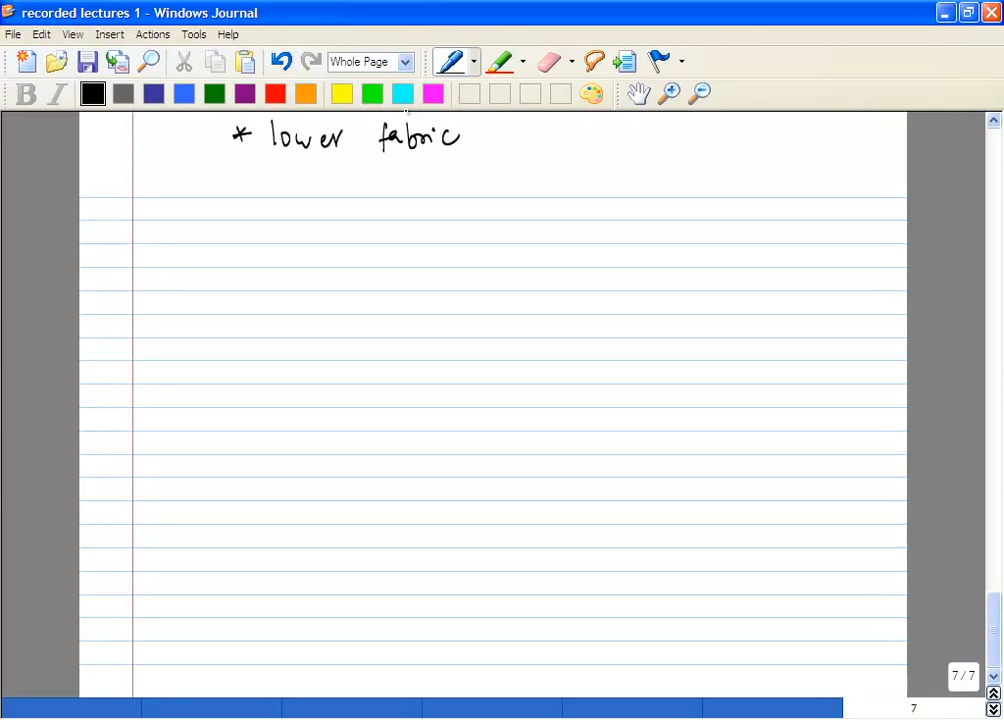 recorded lectures 1 - Windows Journal
File Edit View Insert Actions Tools Help
Whole Page
B I
* lower fabric
7 / 7
7